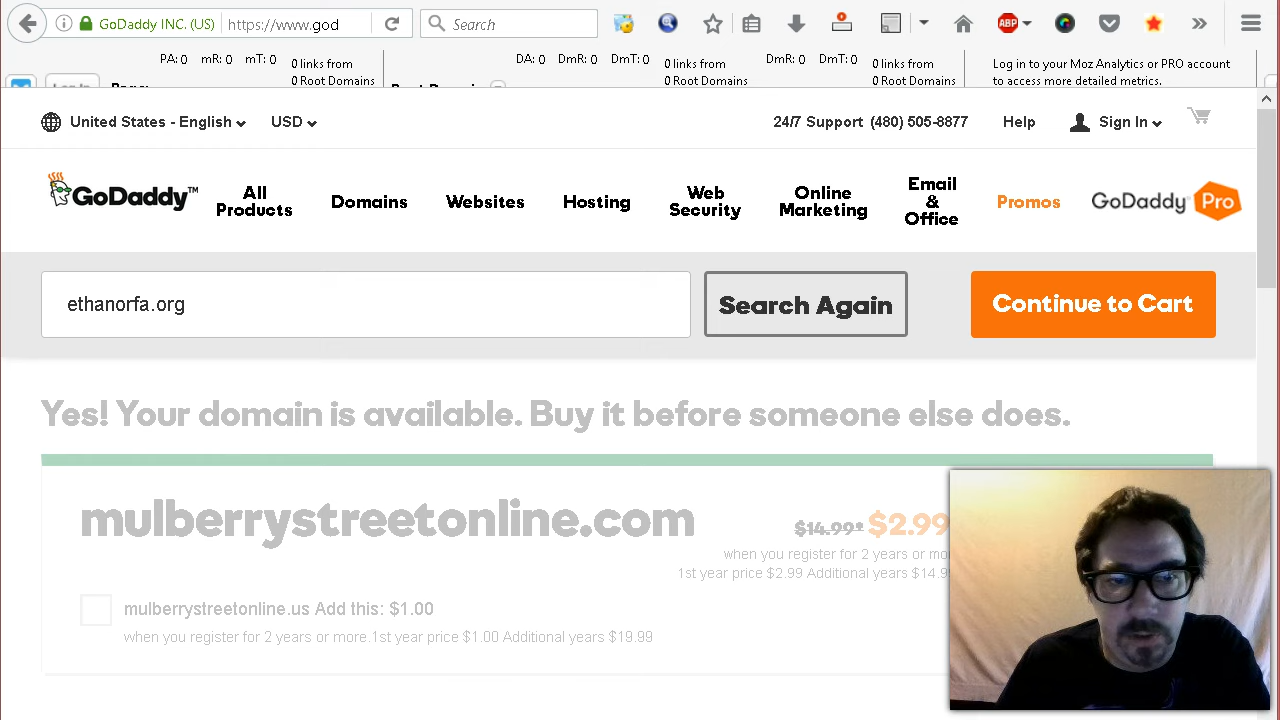 GoDaddy INC. (US) https://www.god Search
PA: 0 mR: 0 mT: 0 0 links from DA: 0 DmR: 0 DmT: 0 0 links from DmR: 0 DmT: 0 0 links from Log in to your Moz Analytics or PRO account
0 Root Domains 0 Root Domains 0 Root Domains to access more detailed metrics.
United States - English USD 24/7 Support (480) 505-8877 Help Sign In
GoDaddy™ All Products Domains Websites Hosting Web Security Online Marketing Email & Office Promos GoDaddy Pro
ABP
ethanorfa.org Search Again Continue to Cart
Yes! Your domain is available. Buy it before someone else does.
mulberrystreetonline.com $14.99* $2.99
when you register for 2 years or
1st year price $2.99 Additional years
mulberrystreetonline.us Add this: $1.00
when you register for 2 years or more 1st year price $1.00 Additional years $19.99